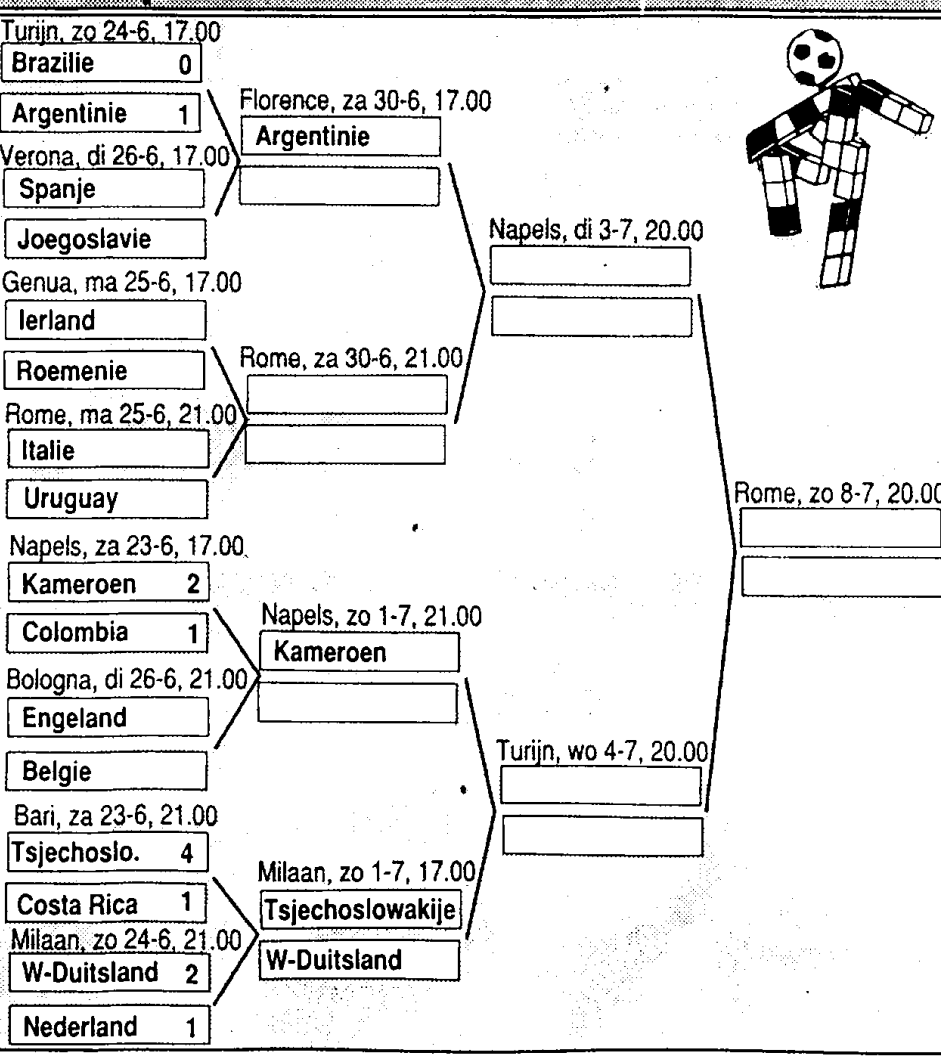 Turijn, zo 24-6, 17.00
Brazilie 0
Argentinie 1
Verona, di 26-6, 17.00
Spanje
Joegoslavie
Genua, ma 25-6, 17.00
Ierland
Roemenie
Rome, ma 25-6, 21.00
Italie
Uruguay
Napels, za 23-6, 17.00
Kameroen 2
Colombia 1
Bologna, di 26-6, 21.00
Engeland
Belgie
Bari, za 23-6, 21.00
Tsjechoslo. 4
Costa Rica 1
Milaan, zo 24-6, 21.00
W-Duitsland 2
Nederland 1
Florence, za 30-6, 17.00
Argentinie
Rome, za 30-6, 21.00
Napels, zo 1-7, 21.00
Kameroen
Milaan, zo 1-7, 17.00
Tsjechoslowakije
W-Duitsland
Napels, di 3-7, 20.00
Turijn, wo 4-7, 20.00
Rome, zo 8-7, 20.00